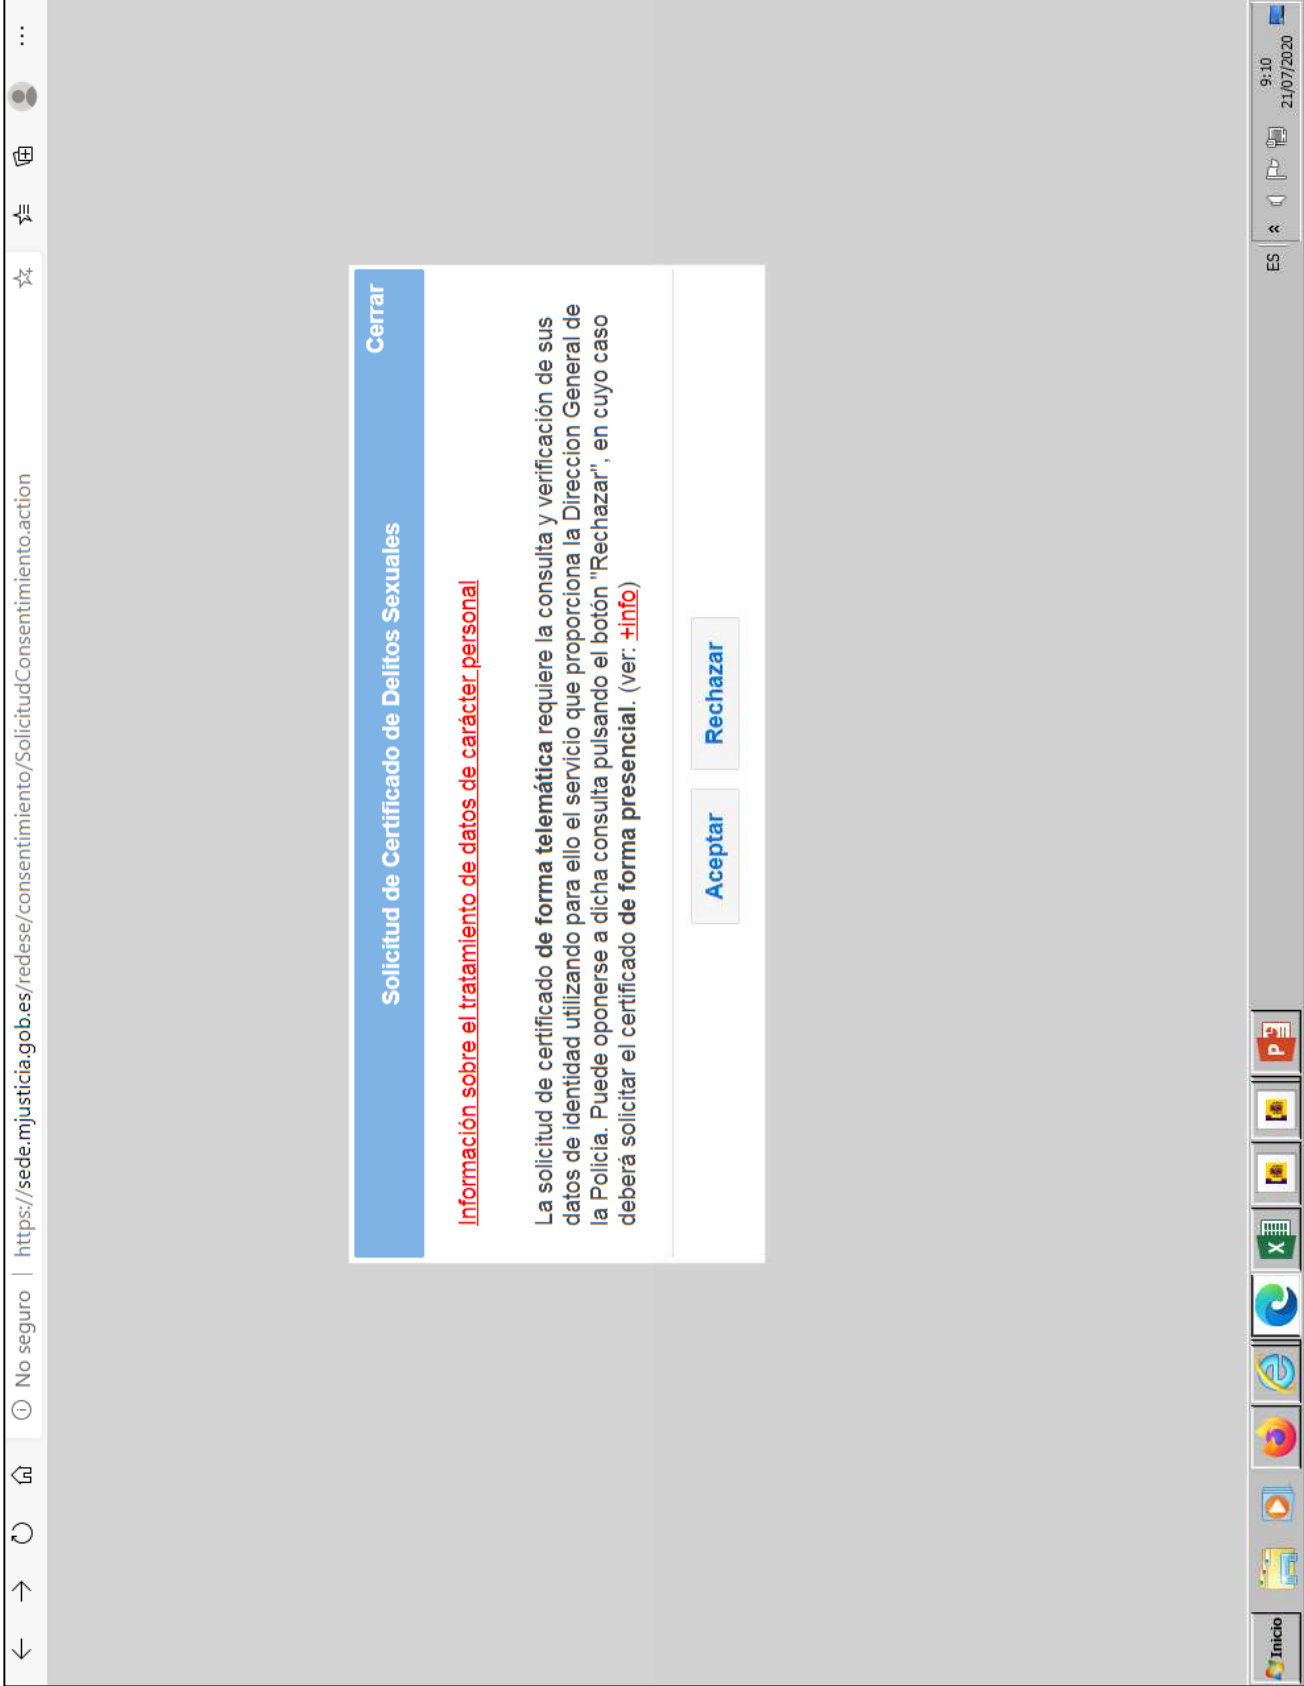 No seguro | https://sede.mjusticia.gob.es/redese/consentimiento/SolicitudConsentimiento.action
Solicitud de Certificado de Delitos Sexuales
Cerrar
Información sobre el tratamiento de datos de carácter personal
La solicitud de certificado de forma telemática requiere la consulta y verificación de sus
datos de identidad utilizando para ello el servicio que proporciona la Direccion General de
la Policia. Puede oponerse a dicha consulta pulsando el botón "Rechazar", en cuyo caso
deberá solicitar el certificado de forma presencial. (ver: +info)
Aceptar
Rechazar
Inicio
ES
9:10
21/07/2020